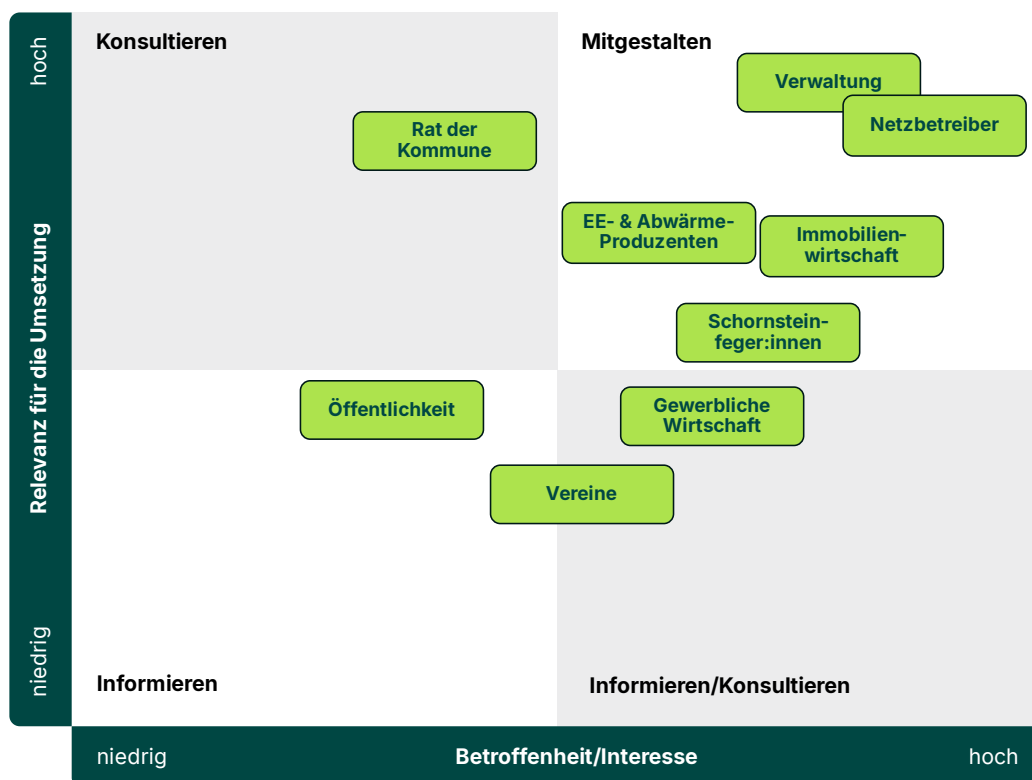 Konsultieren
Mitgestalten
hoch
Verwaltung
Netzbetreiber
Rat der
Kommune
EE- & Abwärme-
Produzenten
Immobilien-
wirtschaft
Schornstein-
feger:innen
Relevanz für die Umsetzung
Öffentlichkeit
Gewerbliche
Wirtschaft
Vereine
niedrig
Informieren
Informieren/Konsultieren
niedrig
Betroffenheit/Interesse
hoch